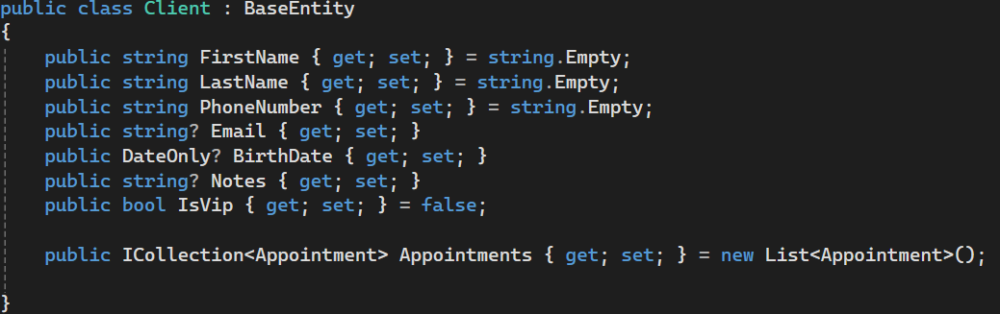 public class Client : BaseEntity
{
    public string FirstName { get; set; } = string.Empty;
    public string LastName { get; set; } = string.Empty;
    public string PhoneNumber { get; set; } = string.Empty;
    public string? Email { get; set; }
    public DateOnly? BirthDate { get; set; }
    public string? Notes { get; set; }
    public bool IsVip { get; set; } = false;

    public ICollection<Appointment> Appointments { get; set; } = new List<Appointment>();

}